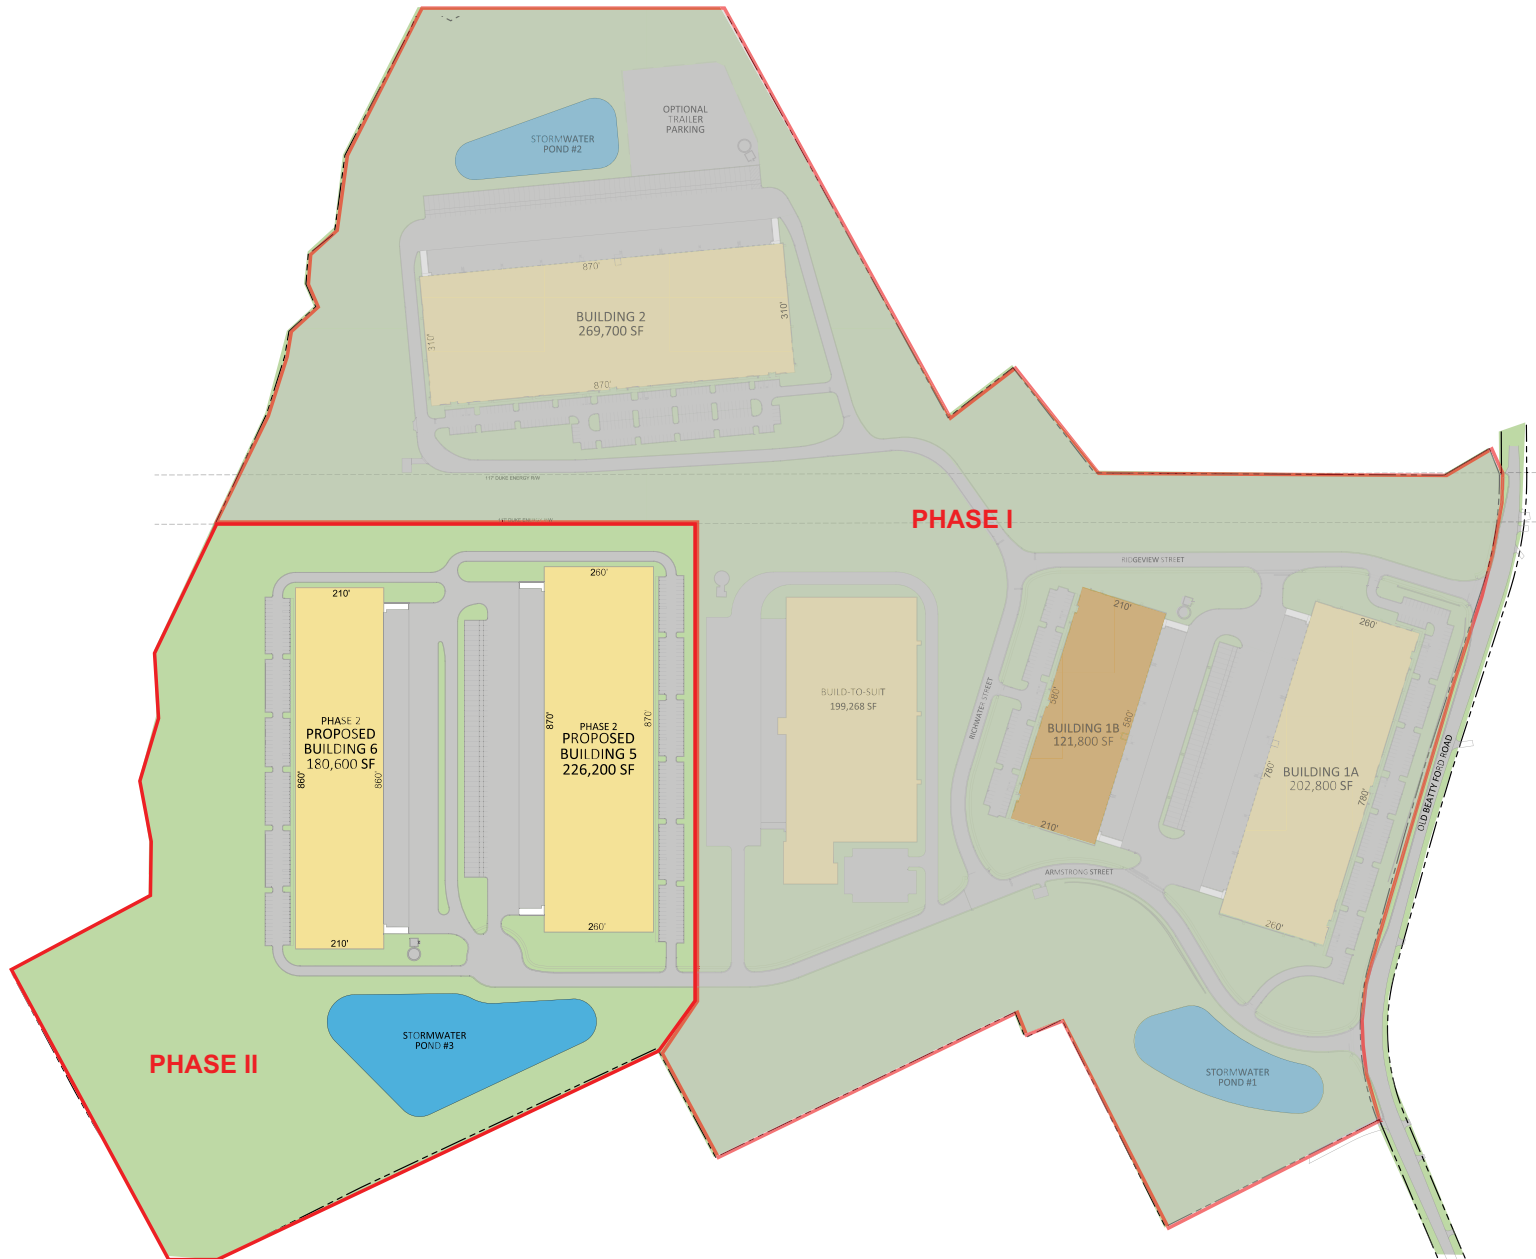 OPTIONAL
TRAILER
PARKING
STORMWATER
POND #2
870'
BUILDING 2
269,700 SF
310'
310'
870'
PHASE I
RIDGEVIEW STREET
210'
260'
210'
260'
BUILD-TO-SUIT
199,268 SF
RICHWATER STREET
580'
580'
BUILDING 1B
121,800 SF
BUILDING 1A
202,800 SF
780'
780'
OLD BEATTY FORD ROAD
PHASE 2
PROPOSED
BUILDING 6
180,600 SF
860'
860'
870'
870'
PHASE 2
PROPOSED
BUILDING 5
226,200 SF
210'
ARMSTRONG STREET
210'
260'
260'
STORMWATER
POND #3
PHASE II
STORMWATER
POND #1